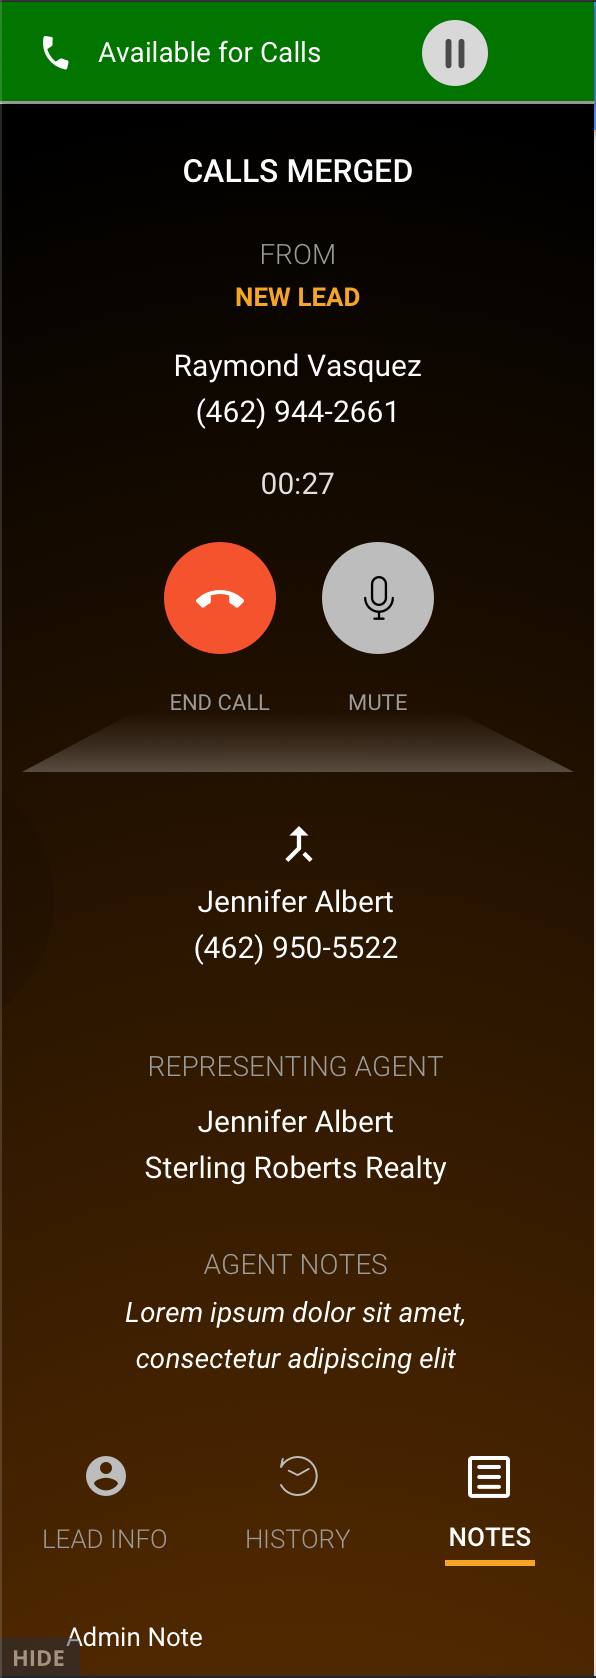 Available for Calls
CALLS MERGED
FROM
NEW LEAD
Raymond Vasquez
(462) 944-2661
00:27
END CALL
MUTE
Jennifer Albert
(462) 950-5522
REPRESENTING AGENT
Jennifer Albert
Sterling Roberts Realty
AGENT NOTES
Lorem ipsum dolor sit amet,
consectetur adipiscing elit
LEAD INFO
HISTORY
NOTES
Admin Note
HIDE